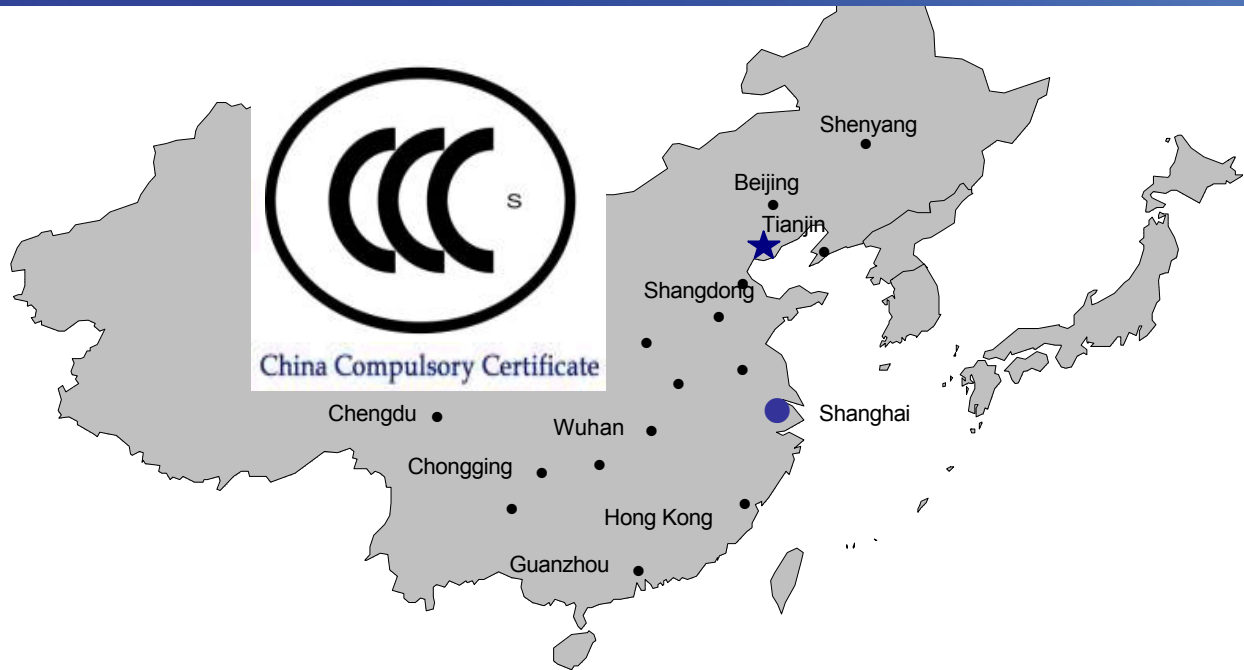 Shenyang
Beijing
CCC
S
Tianjin
Shangdong
China Compulsory Certificate
Chengdu
Shanghai
Wuhan
Chongging
Hong Kong
Guanzhou